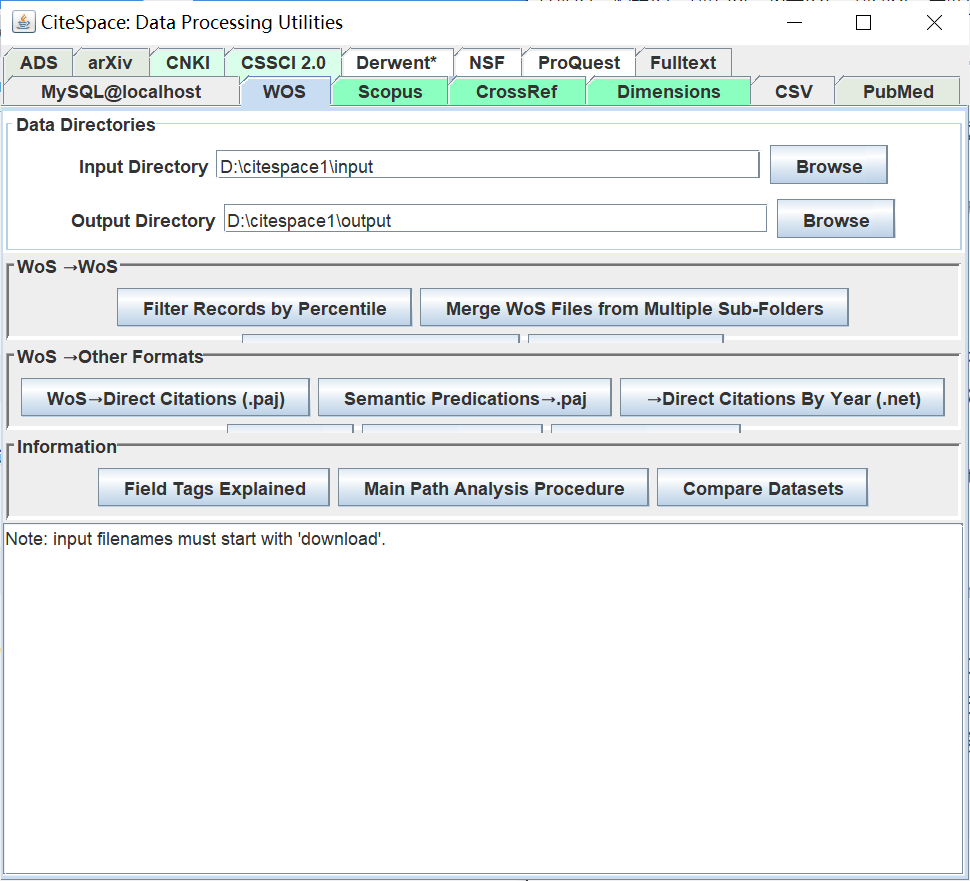 CiteSpace: Data Processing Utilities
ADS arXiv CNKI CSSCI 2.0 Derwent* NSF ProQuest Fulltext
MySQL@localhost WOS Scopus CrossRef Dimensions CSV PubMed
Data Directories
Input Directory D:\citespace1\input Browse
Output Directory D:\citespace1\output Browse
WoS →WoS
Filter Records by Percentile Merge WoS Files from Multiple Sub-Folders
WoS →Other Formats
WoS→Direct Citations (.paj) Semantic Predications→.paj →Direct Citations By Year (.net)
Information
Field Tags Explained Main Path Analysis Procedure Compare Datasets
Note: input filenames must start with 'download'.